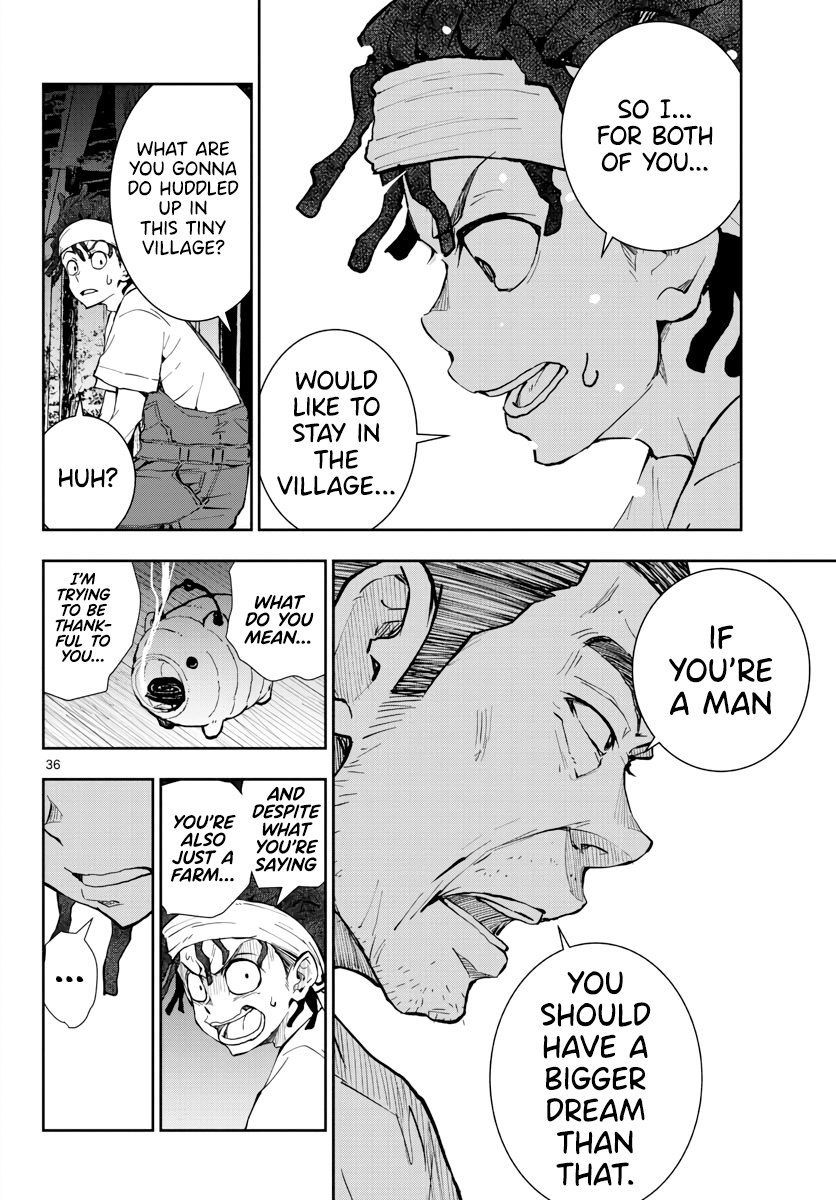 SO I...
FOR BOTH
OF YOU...
WOULD
LIKE TO
STAY IN
THE
VILLAGE...
WHAT ARE
YOU GONNA
DO HUDDLED
UP IN
THIS TINY
VILLAGE?
HUH?
IF
YOU'RE
A MAN
YOU
SHOULD
HAVE A
BIGGER
DREAM
THAN
THAT.
WHAT
DO YOU
MEAN...
I'M
TRYING
TO BE
THANK-
FUL TO
YOU...
36
AND
DESPITE
WHAT
YOU'RE
SAYING
YOU'RE
ALSO
JUST A
FARM...
...